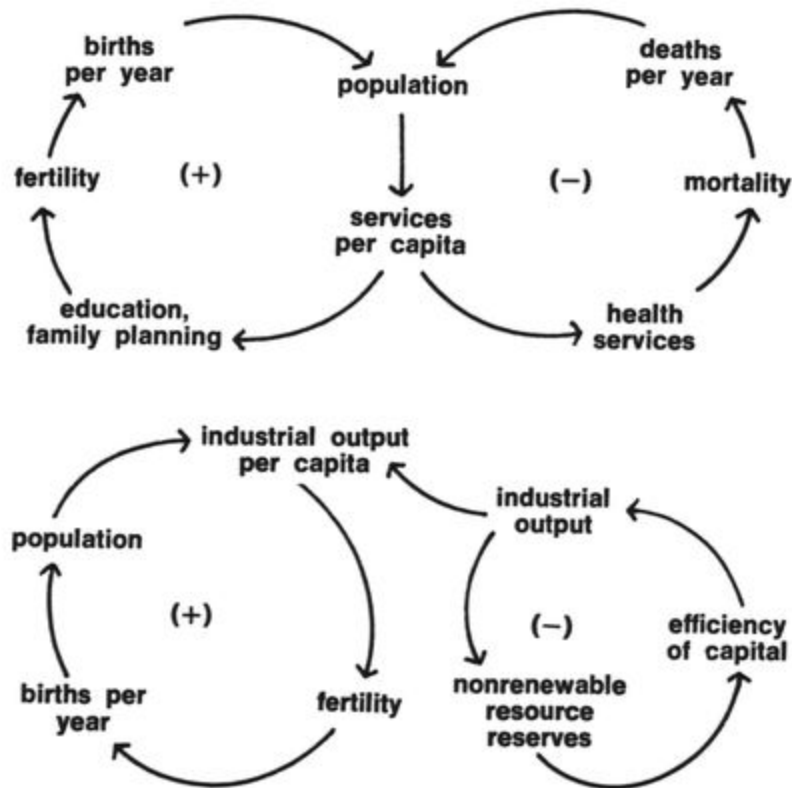 births
per year
deaths
per year
population
fertility
(+)
(−)
mortality
services
per capita
education,
family planning
health
services
industrial output
per capita
industrial
output
population
(+)
(−)
efficiency
of capital
births per
year
fertility
nonrenewable
resource
reserves